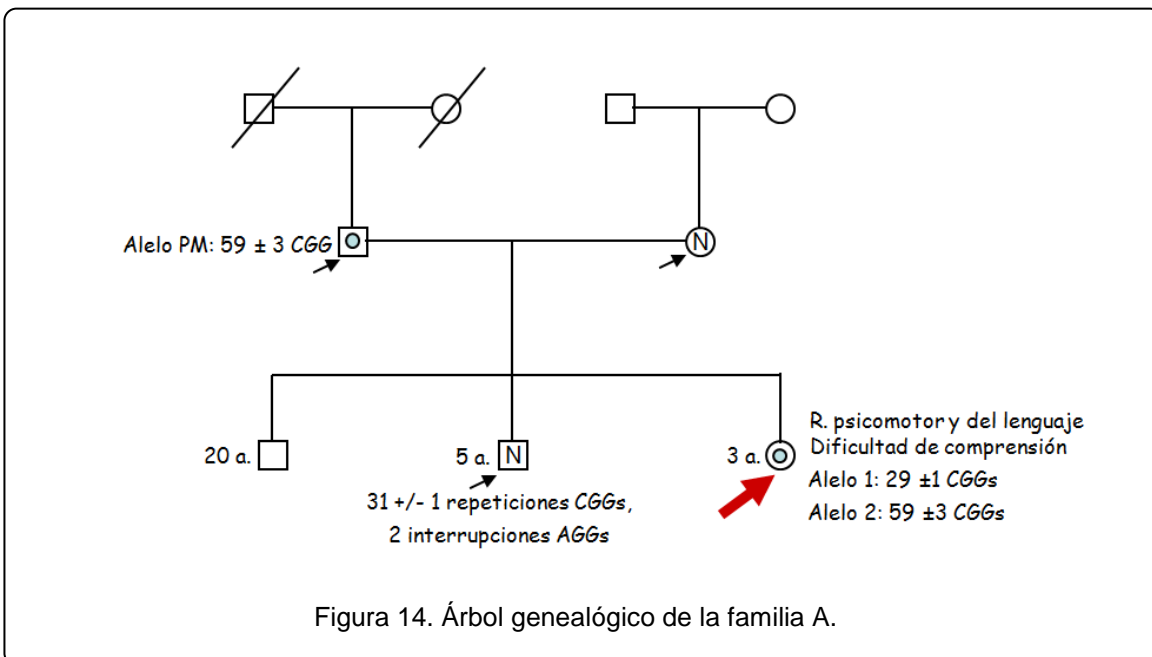 Alelo PM: 59 ± 3 CGG
N
20 a.
5 a.
N
31 +/- 1 repeticiones CGGs,
2 interrupciones AGGs
3 a.
R. psicomotor y del lenguaje
Dificultad de comprensión
Alelo 1: 29 ±1 CGGs
Alelo 2: 59 ±3 CGGs
Figura 14. Árbol genealógico de la familia A.